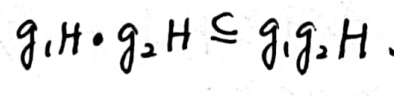 g₁H • g₂H ⊆ g₁g₂H .